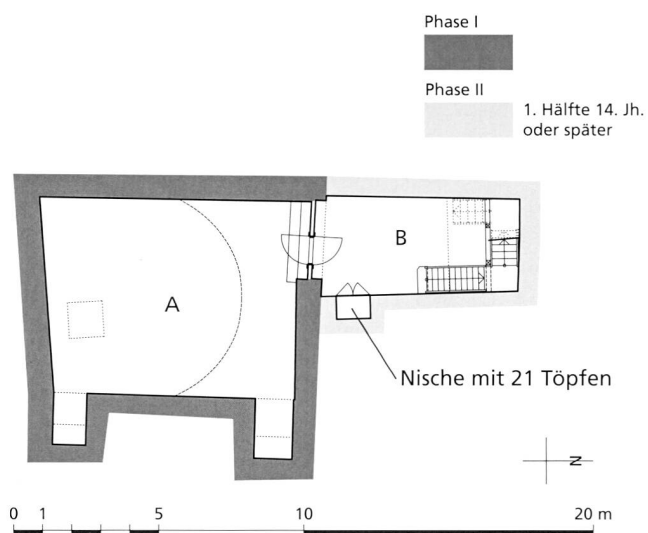 Phase I
Phase II
1. Hälfte 14. Jh.
oder später
A
B
Nische mit 21 Töpfen
N
0 1 5 10 20 m